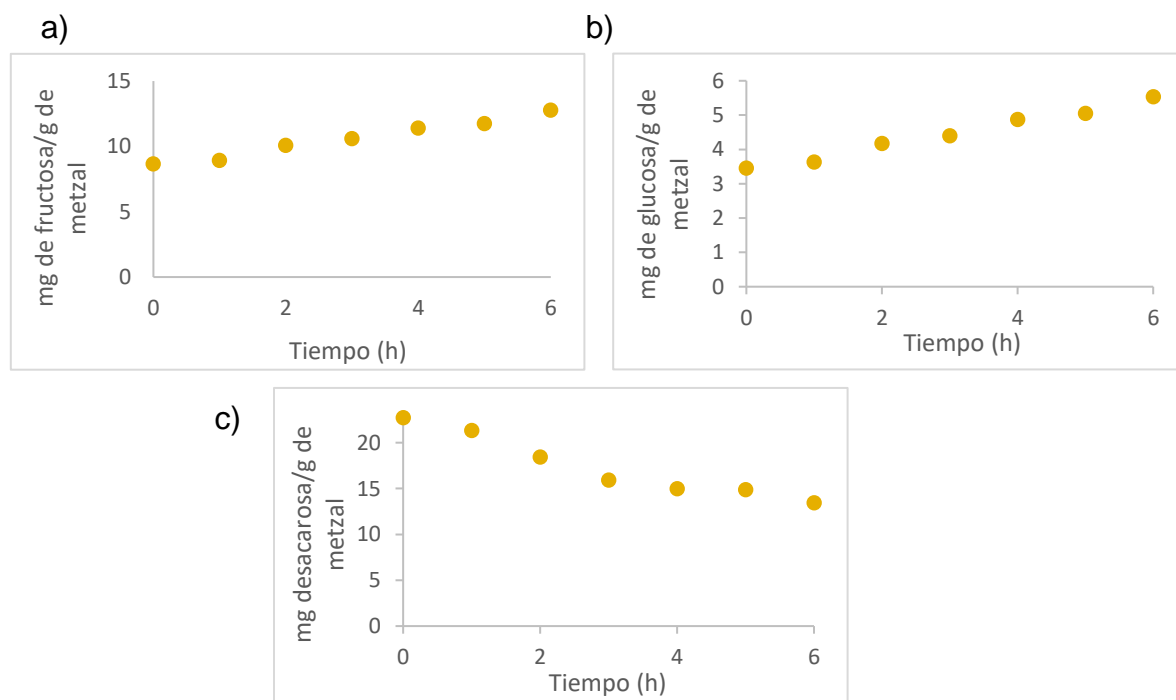 a)
mg de fructosa/g de
metzal
15
10
5
0
0 2 4 6
Tiempo (h)
b)
mg de glucosa/g de
metzal
6
5
4
3
2
1
0
0 2 4 6
Tiempo (h)
c)
mg desacarosa/g de
metzal
20
15
10
5
0
0 2 4 6
Tiempo (h)